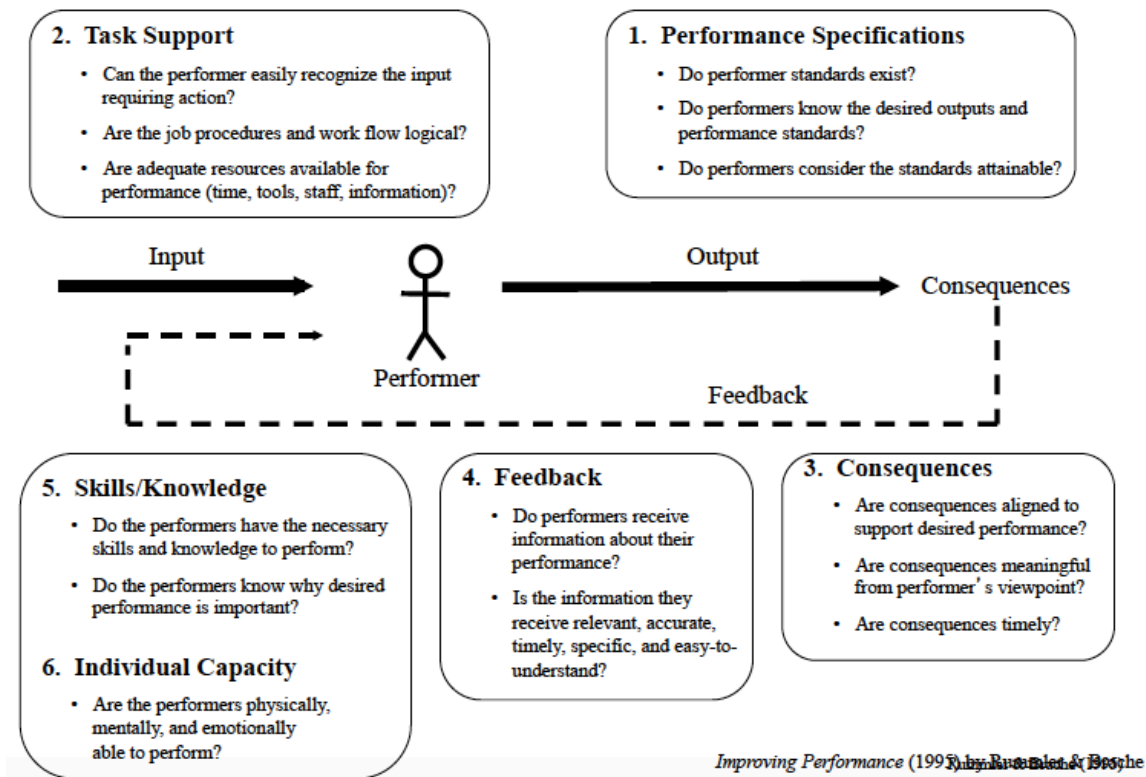 2. Task Support
• Can the performer easily recognize the input
requiring action?
• Are the job procedures and work flow logical?
• Are adequate resources available for
performance (time, tools, staff, information)?
1. Performance Specifications
• Do performer standards exist?
• Do performers know the desired outputs and
performance standards?
• Do performers consider the standards attainable?
Input
Output
Consequences
Performer
Feedback
5. Skills/Knowledge
• Do the performers have the necessary
skills and knowledge to perform?
• Do the performers know why desired
performance is important?
6. Individual Capacity
• Are the performers physically,
mentally, and emotionally
able to perform?
4. Feedback
• Do performers receive
information about their
performance?
• Is the information they
receive relevant, accurate,
timely, specific, and easy-to-
understand?
3. Consequences
• Are consequences aligned to
support desired performance?
• Are consequences meaningful
from performer’s viewpoint?
• Are consequences timely?
Improving Performance (1995) by